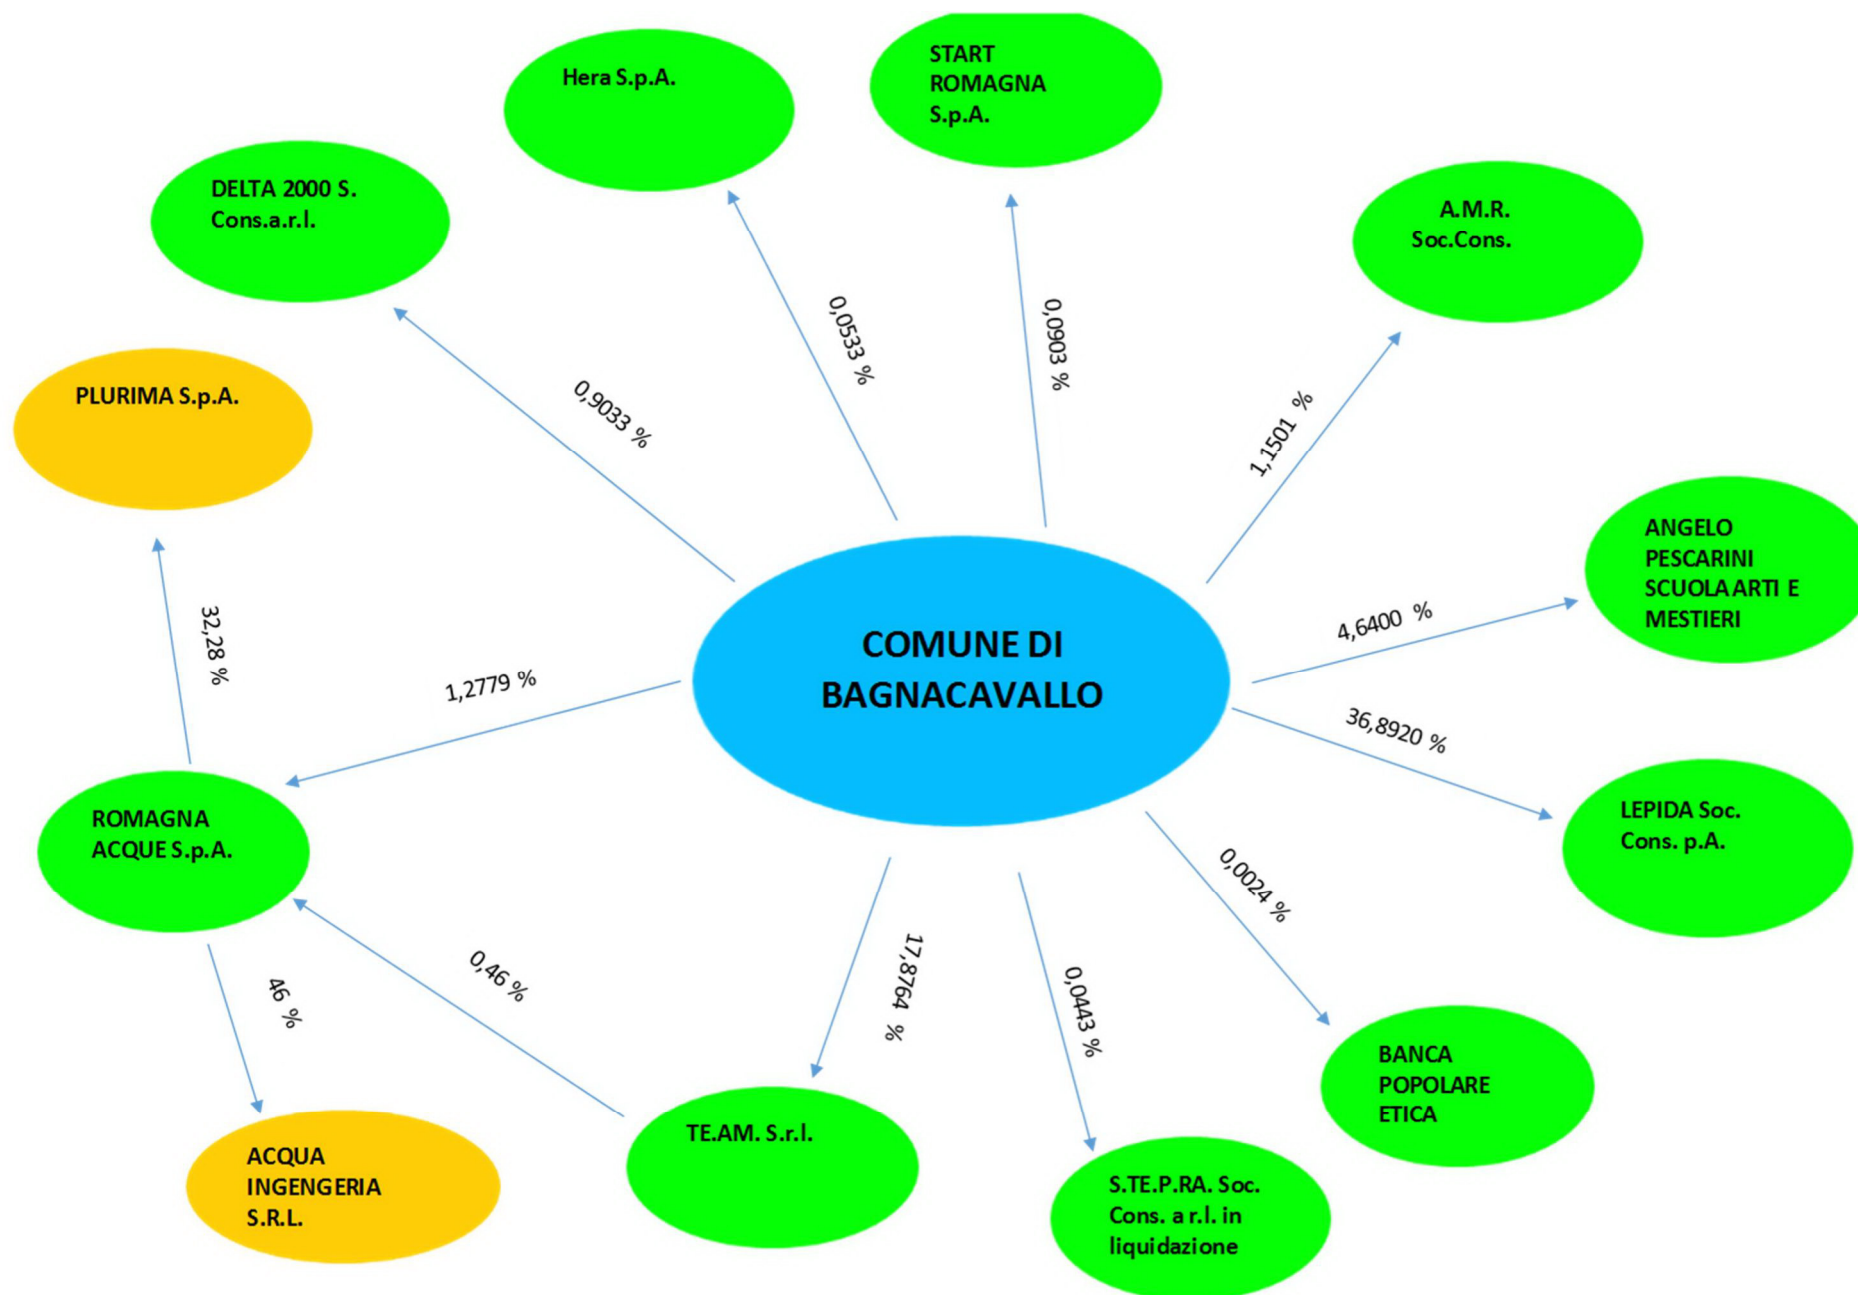 Hera S.p.A.
START
ROMAGNA
S.p.A.
DELTA 2000 S.
Cons.a.r.l.
A.M.R.
Soc.Cons.
PLURIMA S.p.A.
0,9033 %
0,0533 %
0,0903 %
1,1501 %
ANGELO
PESCARINI
SCUOLA ARTI E
MESTIERI
4,6400 %
32,28 %
1,2779 %
COMUNE DI
BAGNACAVALLO
36,8920 %
ROMAGNA
ACQUE S.p.A.
LEPIDA Soc.
Cons. p.A.
0,0024 %
46 %
0,46 %
17,8764 %
0,0443 %
BANCA
POPOLARE
ETICA
ACQUA
INGENGERIA
S.R.L.
TE.AM. S.r.l.
S.TE.P.RA. Soc.
Cons. a r.l. in
liquidazione